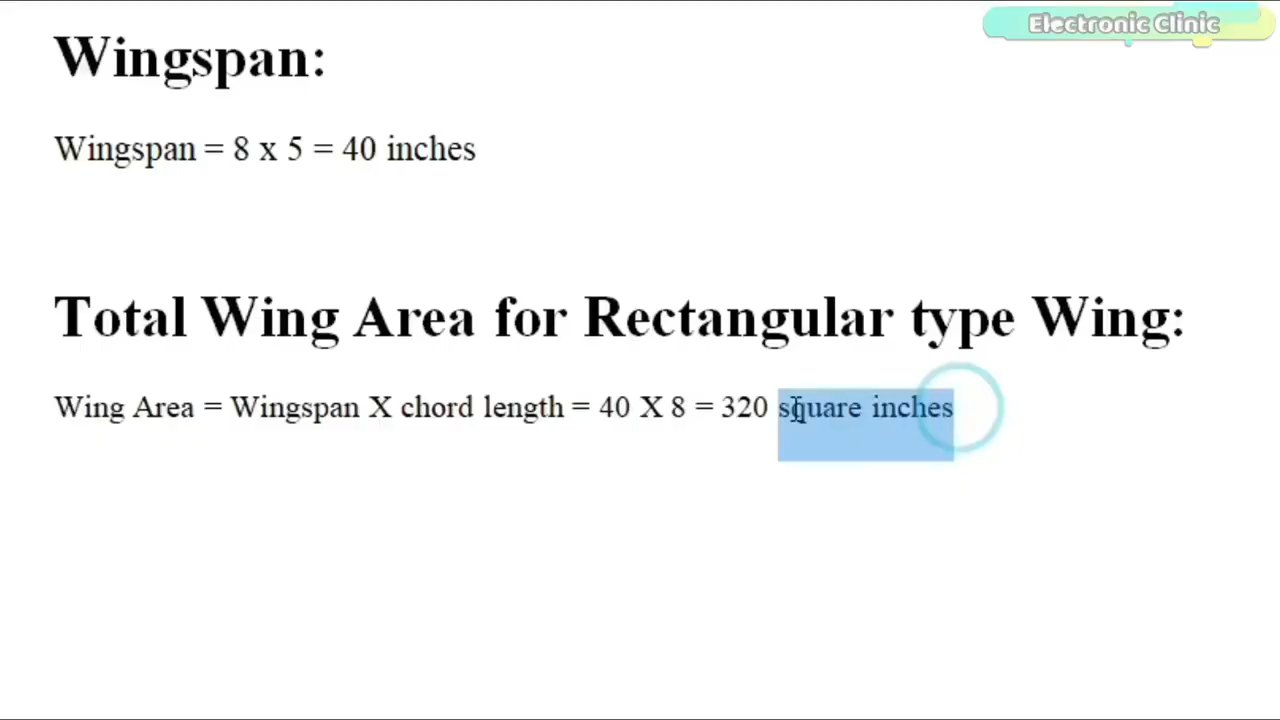 Electronic Clinic
Wingspan:
Wingspan = 8 x 5 = 40 inches
Total Wing Area for Rectangular type Wing:
Wing Area = Wingspan X chord length = 40 X 8 = 320 square inches